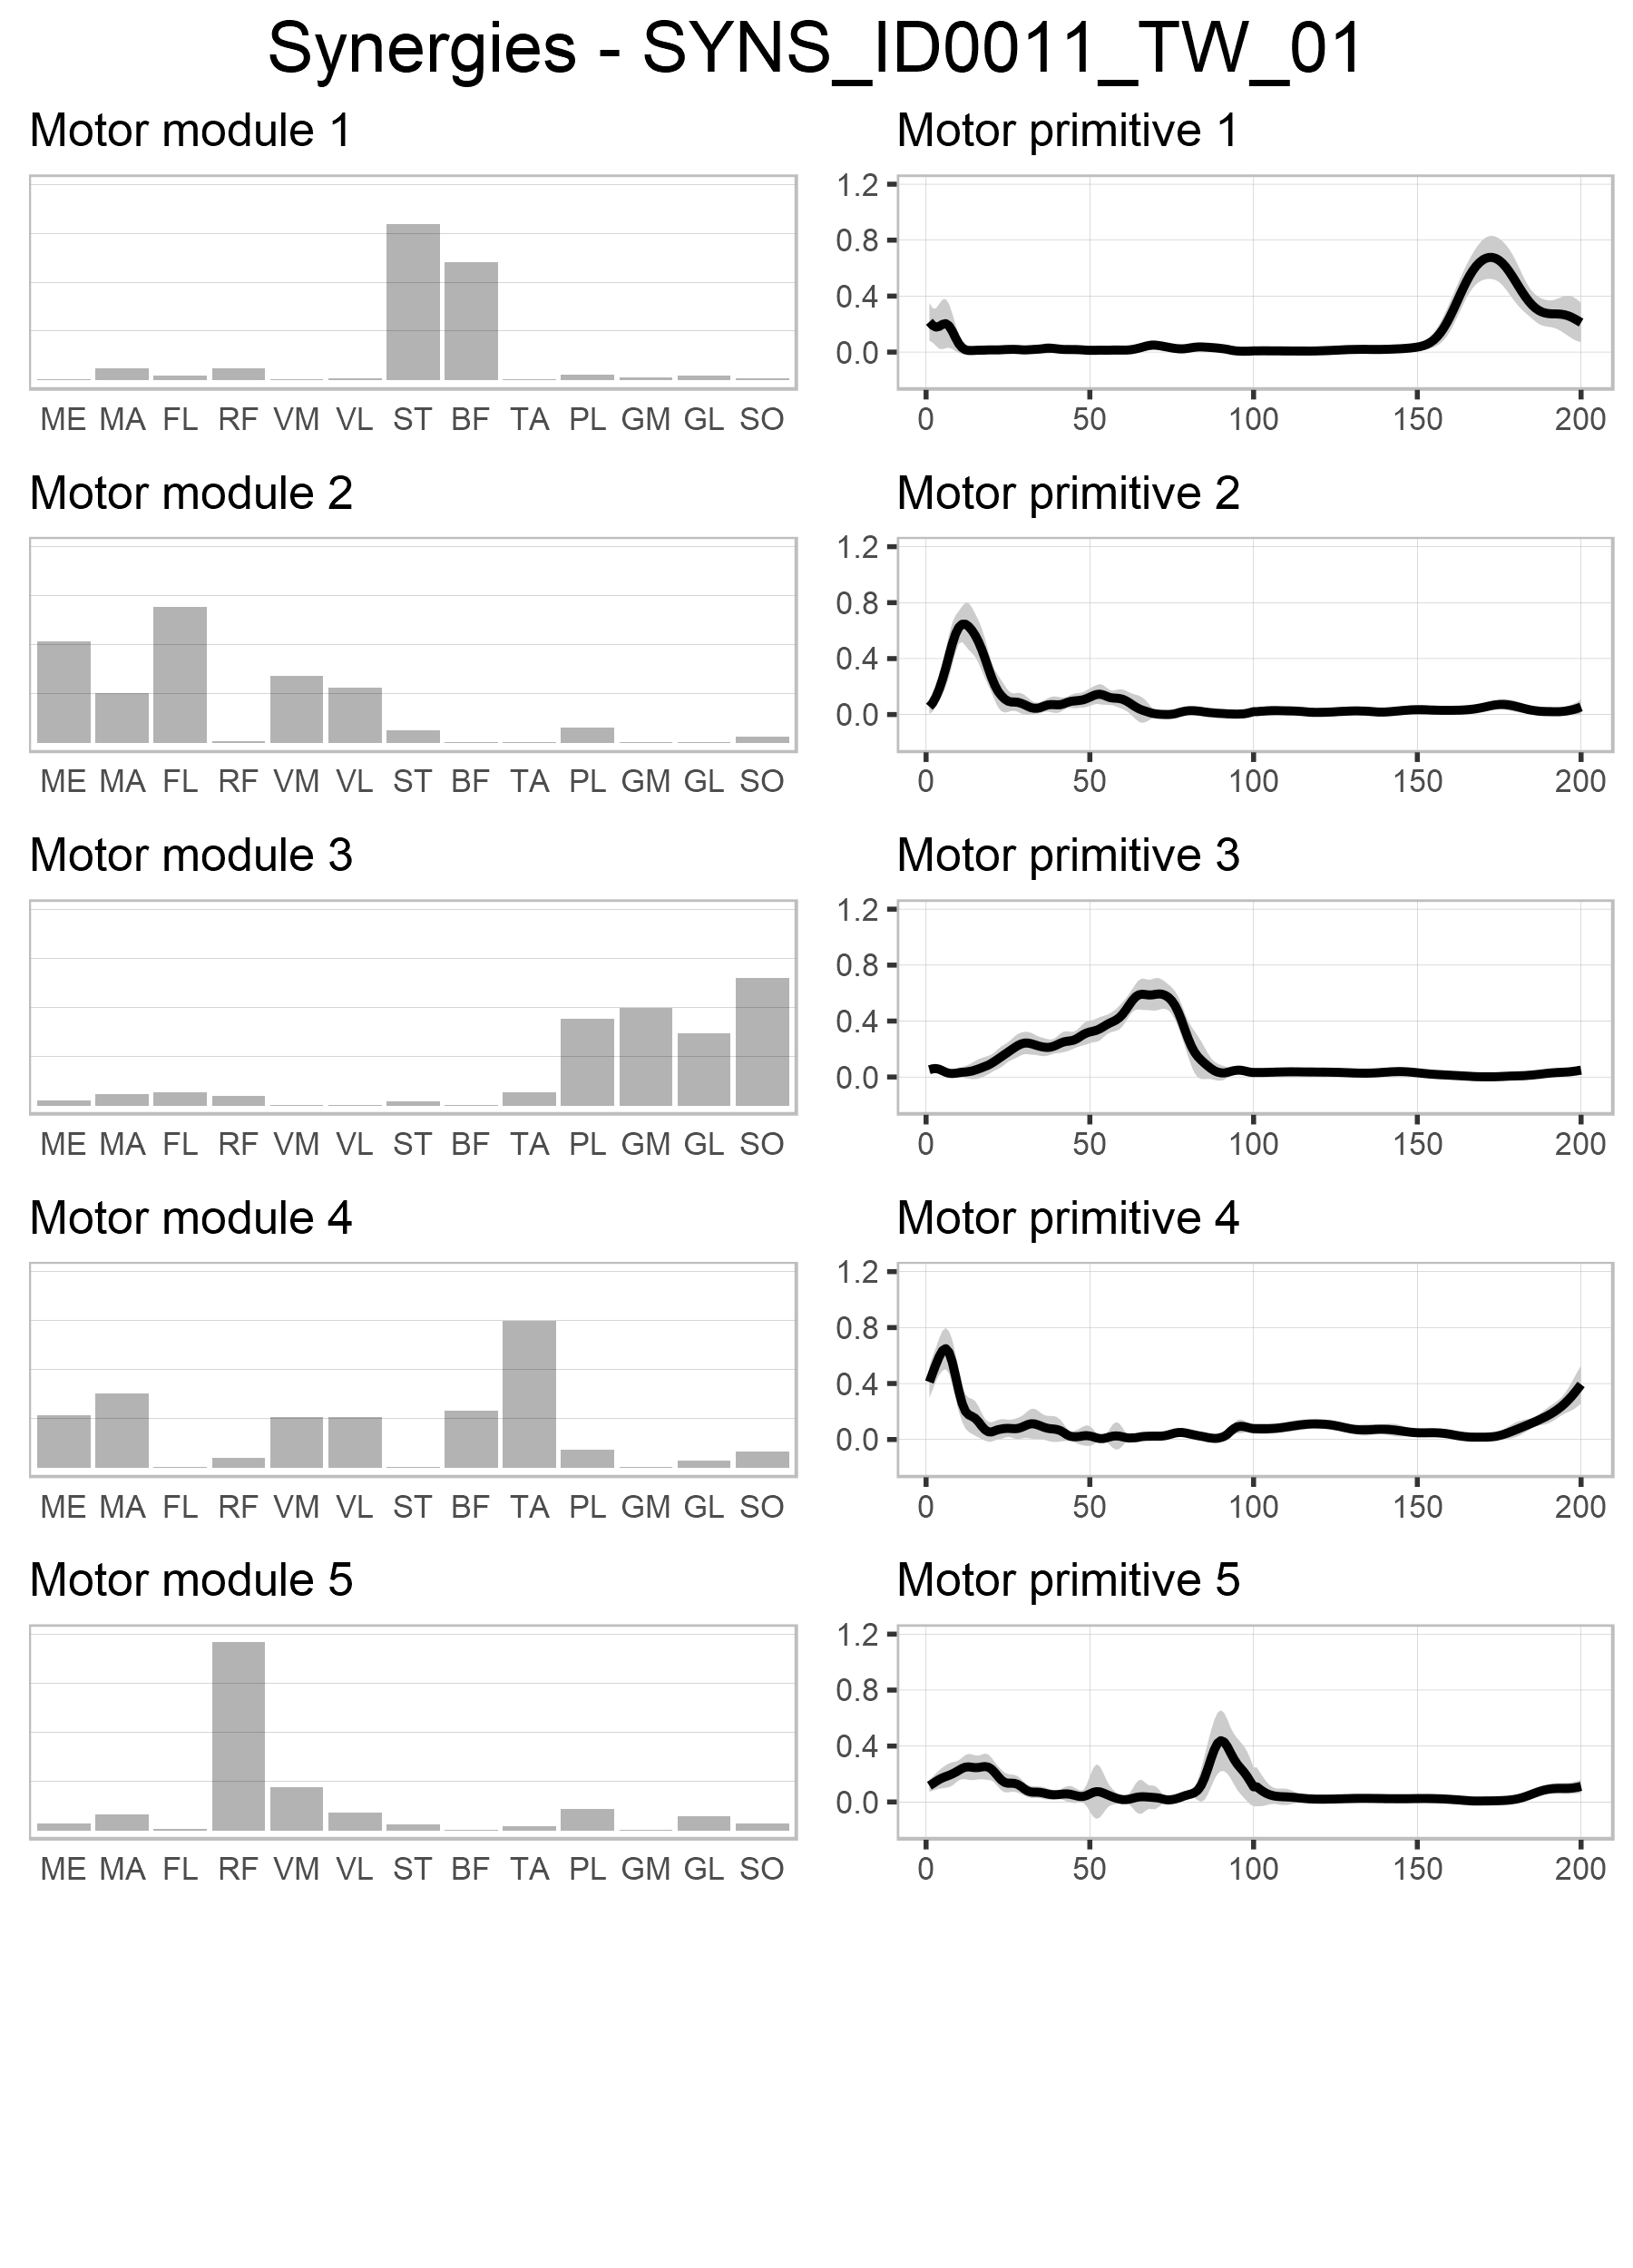 Synergies - SYNS_ID0011_TW_01
Motor module 1
Motor primitive 1
1.2
0.8
0.4
0.0
ME MA FL RF VM VL ST BF TA PL GM GL SO
0 50 100 150 200
Motor module 2
Motor primitive 2
1.2
0.8
0.4
0.0
ME MA FL RF VM VL ST BF TA PL GM GL SO
0 50 100 150 200
Motor module 3
Motor primitive 3
1.2
0.8
0.4
0.0
ME MA FL RF VM VL ST BF TA PL GM GL SO
0 50 100 150 200
Motor module 4
Motor primitive 4
1.2
0.8
0.4
0.0
ME MA FL RF VM VL ST BF TA PL GM GL SO
0 50 100 150 200
Motor module 5
Motor primitive 5
1.2
0.8
0.4
0.0
ME MA FL RF VM VL ST BF TA PL GM GL SO
0 50 100 150 200